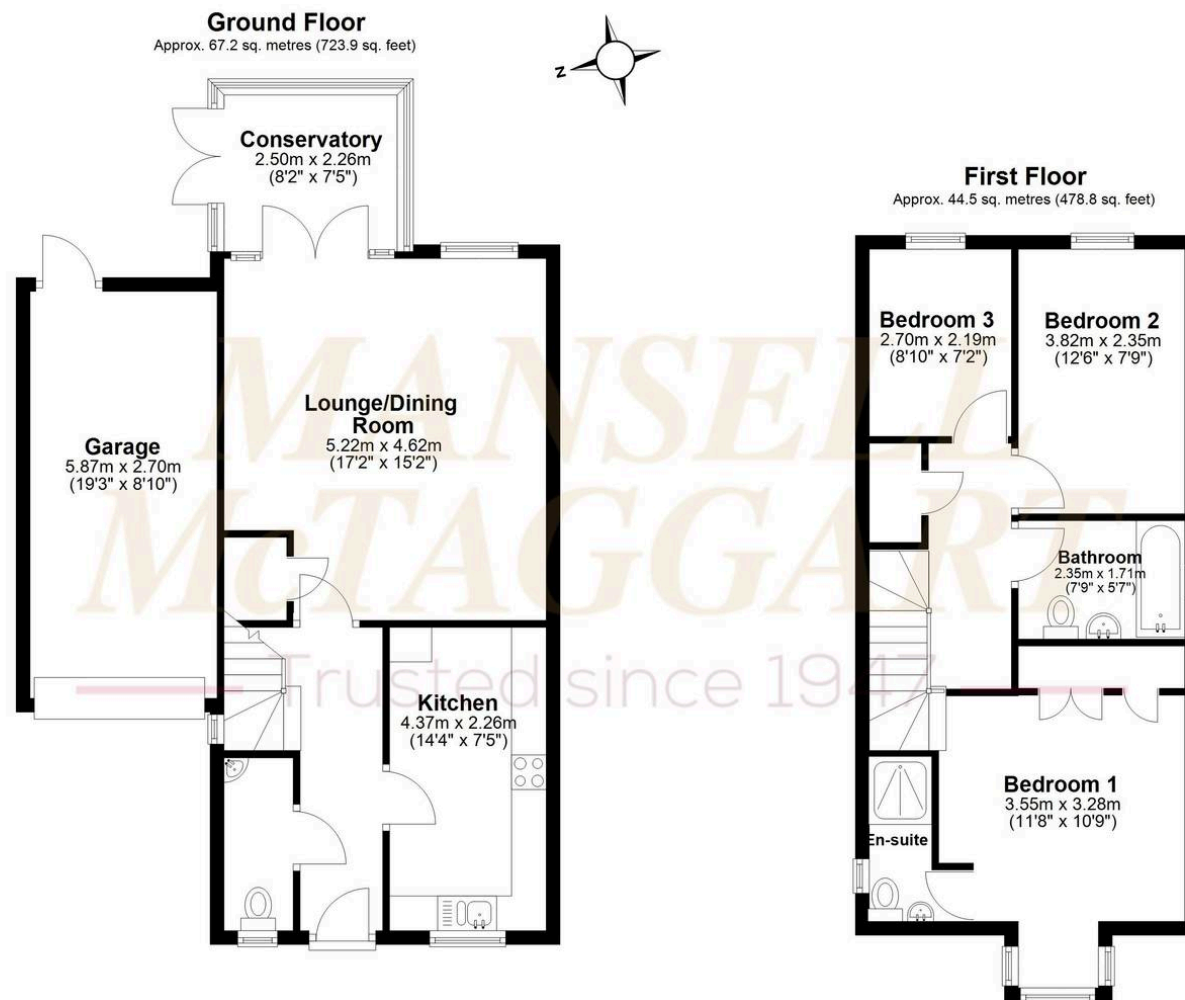 Ground Floor
Approx. 67.2 sq. metres (723.9 sq. feet)
Z
Conservatory
2.50m x 2.26m
(8'2" x 7'5")
First Floor
Approx. 44.5 sq. metres (478.8 sq. feet)
Lounge/Dining
Room
5.22m x 4.62m
(17'2" x 15'2")
Garage
5.87m x 2.70m
(19'3" x 8'10")
Kitchen
4.37m x 2.26m
(14'4" x 7'5")
Bedroom 3
2.70m x 2.19m
(8'10" x 7'2")
Bedroom 2
3.82m x 2.35m
(12'6" x 7'9")
Bathroom
2.35m x 1.71m
(7'9" x 5'7")
Bedroom 1
3.55m x 3.28m
(11'8" x 10'9")
En-suite
MANSELL
McTAGGART
Trusted since 1947